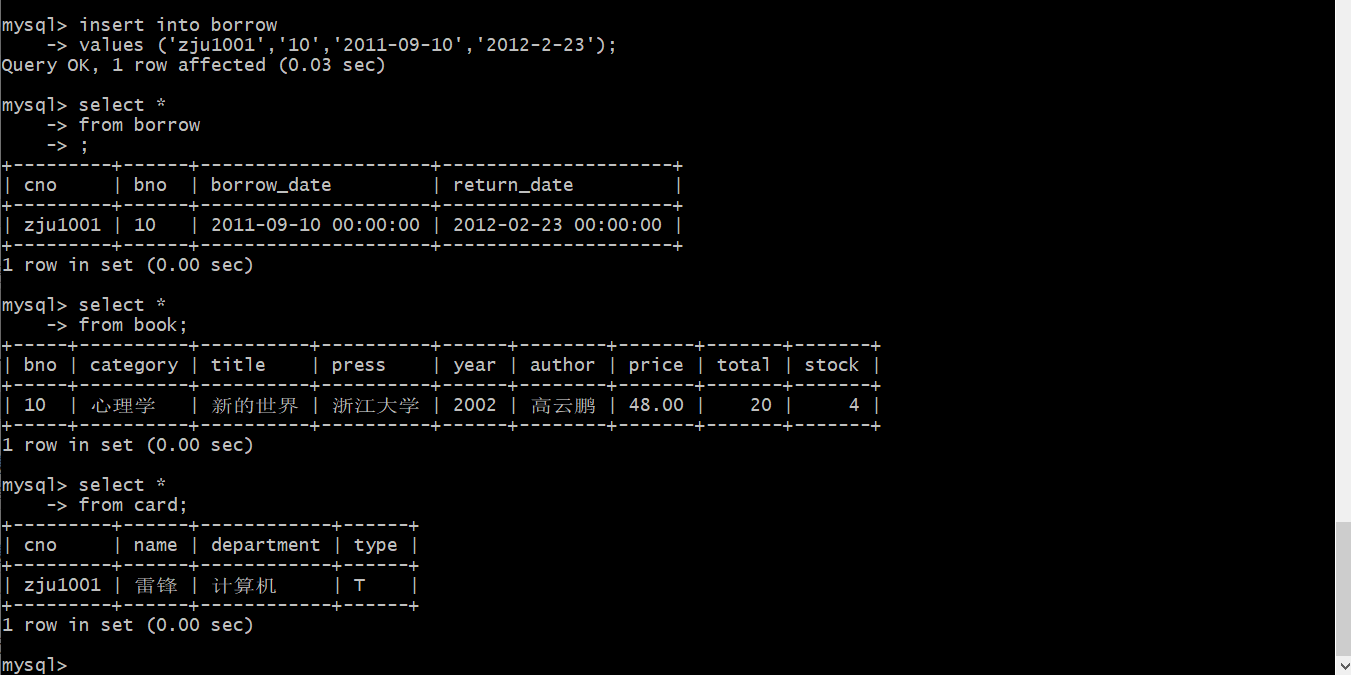 mysql> insert into borrow
    -> values ('zju1001','10','2011-09-10','2012-2-23');
Query OK, 1 row affected (0.03 sec)
mysql> select *
    -> from borrow
    -> ;
+---------+------+---------------------+---------------------+
| cno     | bno  | borrow_date         | return_date         |
+---------+------+---------------------+---------------------+
| zju1001 | 10   | 2011-09-10 00:00:00 | 2012-02-23 00:00:00 |
+---------+------+---------------------+---------------------+
1 row in set (0.00 sec)
mysql> select *
    -> from book;
+-----+----------+----------+----------+------+--------+-------+-------+-------+
| bno | category | title    | press    | year | author | price | total | stock |
+-----+----------+----------+----------+------+--------+-------+-------+-------+
| 10  | 心理学   | 新的世界 | 浙江大学 | 2002 | 高云鹏 | 48.00 |    20 |     4 |
+-----+----------+----------+----------+------+--------+-------+-------+-------+
1 row in set (0.00 sec)
mysql> select *
    -> from card;
+---------+------+------------+------+
| cno     | name | department | type |
+---------+------+------------+------+
| zju1001 | 雷锋 | 计算机     | T    |
+---------+------+------------+------+
1 row in set (0.00 sec)
mysql>